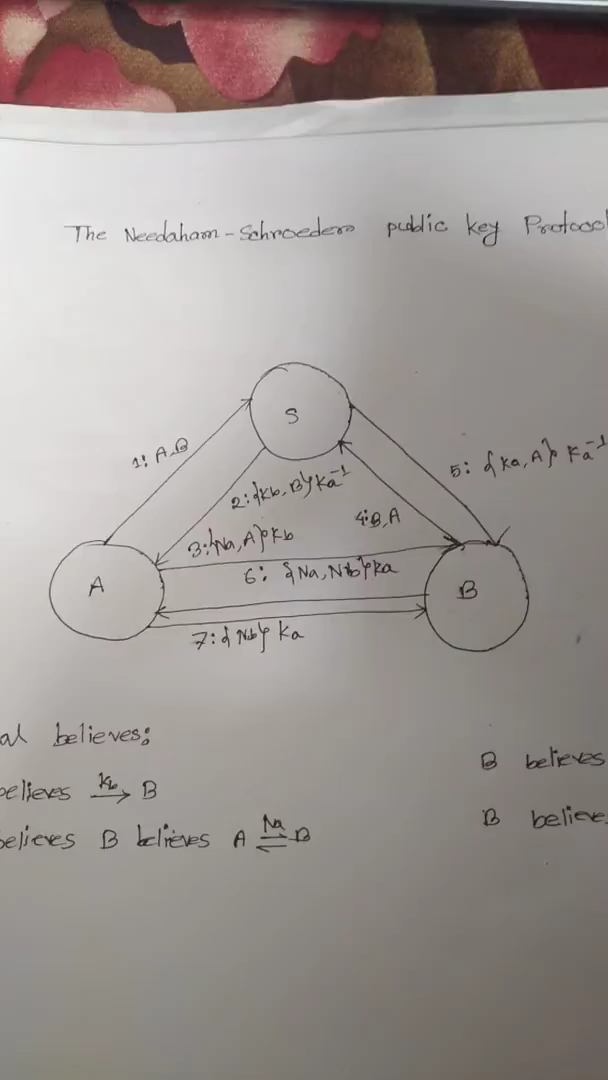 The Needaham-Schroeders public key Protocol
S
1: A,B
5: {Ka, A} Ka⁻¹
2: {Kb, B} Ka⁻¹
4: B, A
3: {Na, A} Kb
6: {Na, Nb} Ka
A
B
7: {Nb} Ka
al believes:
believes Kb→ B
B believes
believes B believes A Na⇌ B
B believe